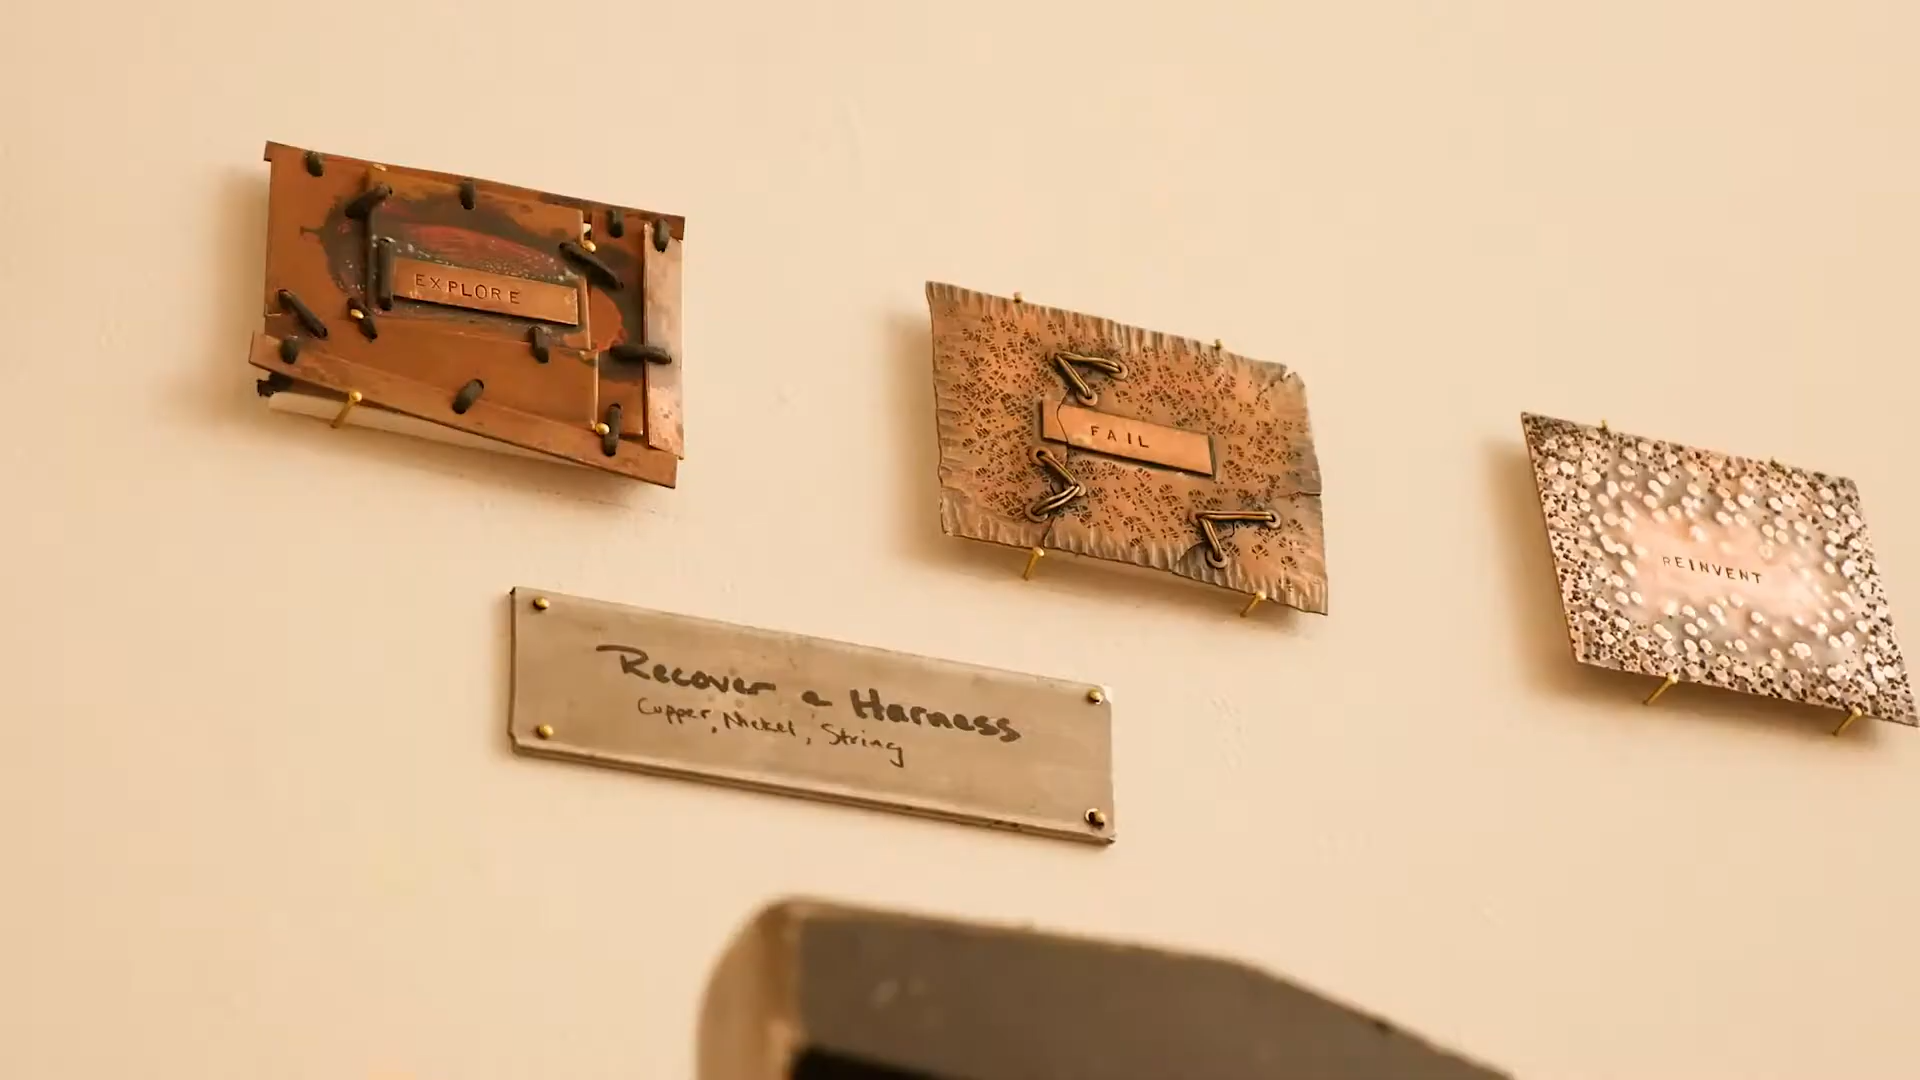 EXPLORE
FAIL
REINVENT
Recover a Harness
Copper, Nickel, String